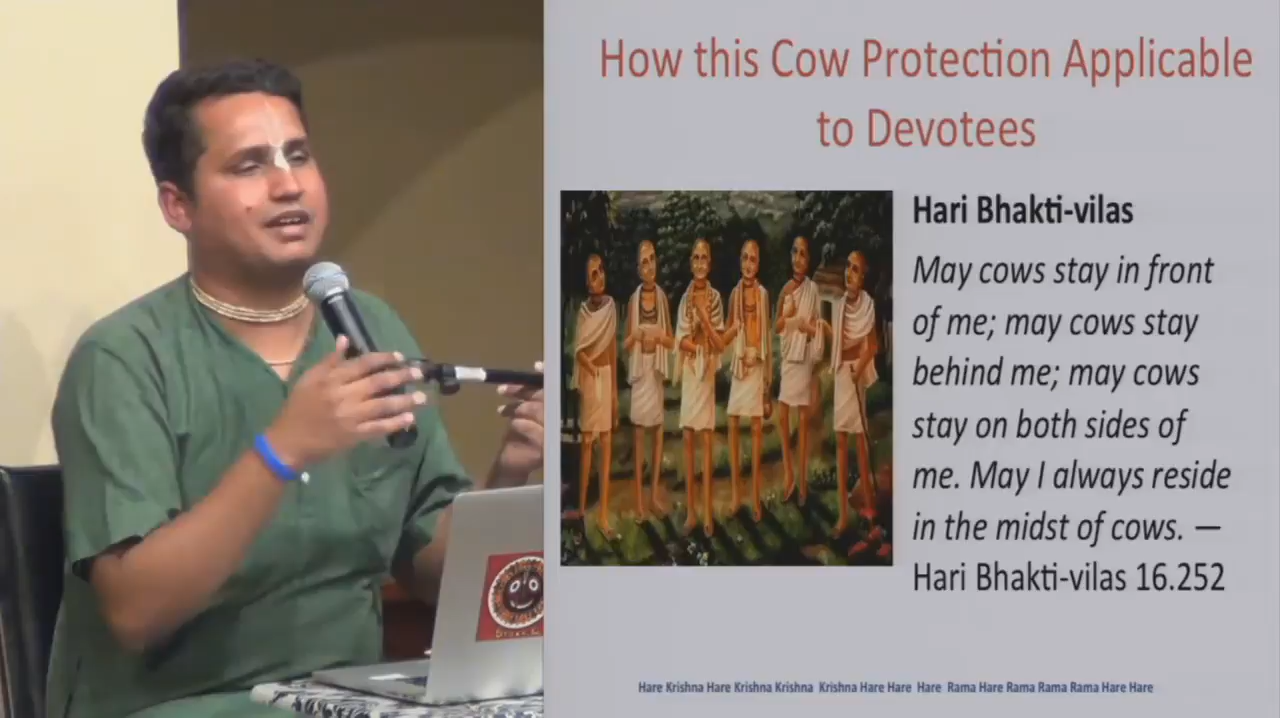 How this Cow Protection Applicable
to Devotees
Hari Bhakti-vilas
May cows stay in front
of me; may cows stay
behind me; may cows
stay on both sides of
me. May I always reside
in the midst of cows. —
Hari Bhakti-vilas 16.252
Hare Krishna Hare Krishna Krishna Krishna Hare Hare Hare Rama Hare Rama Rama Rama Hare Hare